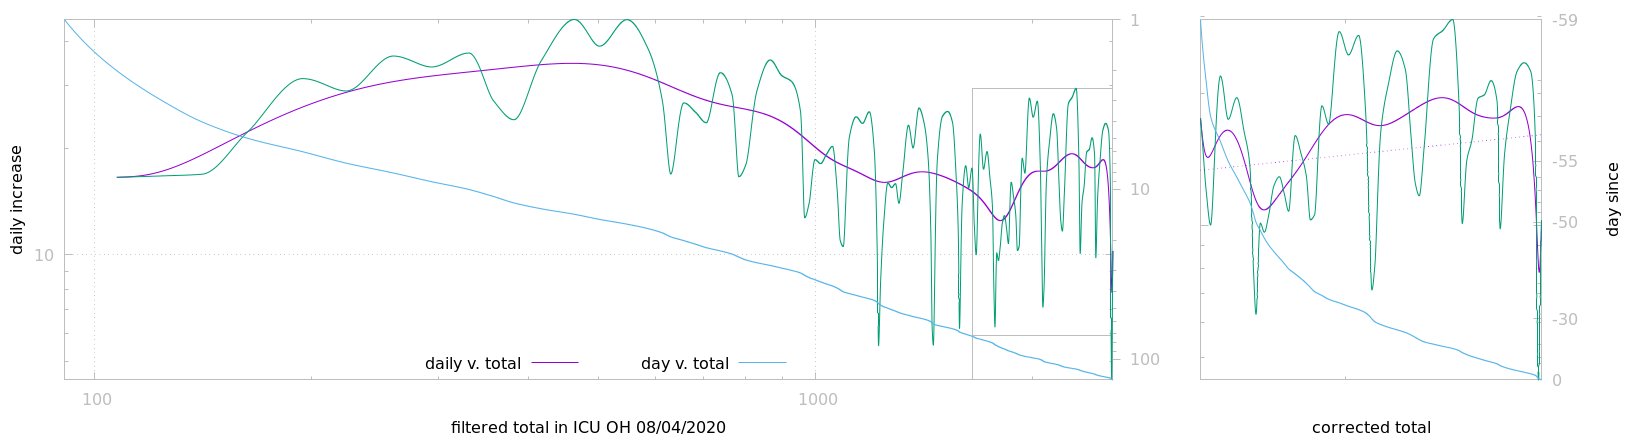 1
-59
daily increase
10
10
-55
-50
day since
-30
daily v. total
day v. total
100
0
100
1000
filtered total in ICU OH 08/04/2020
corrected total